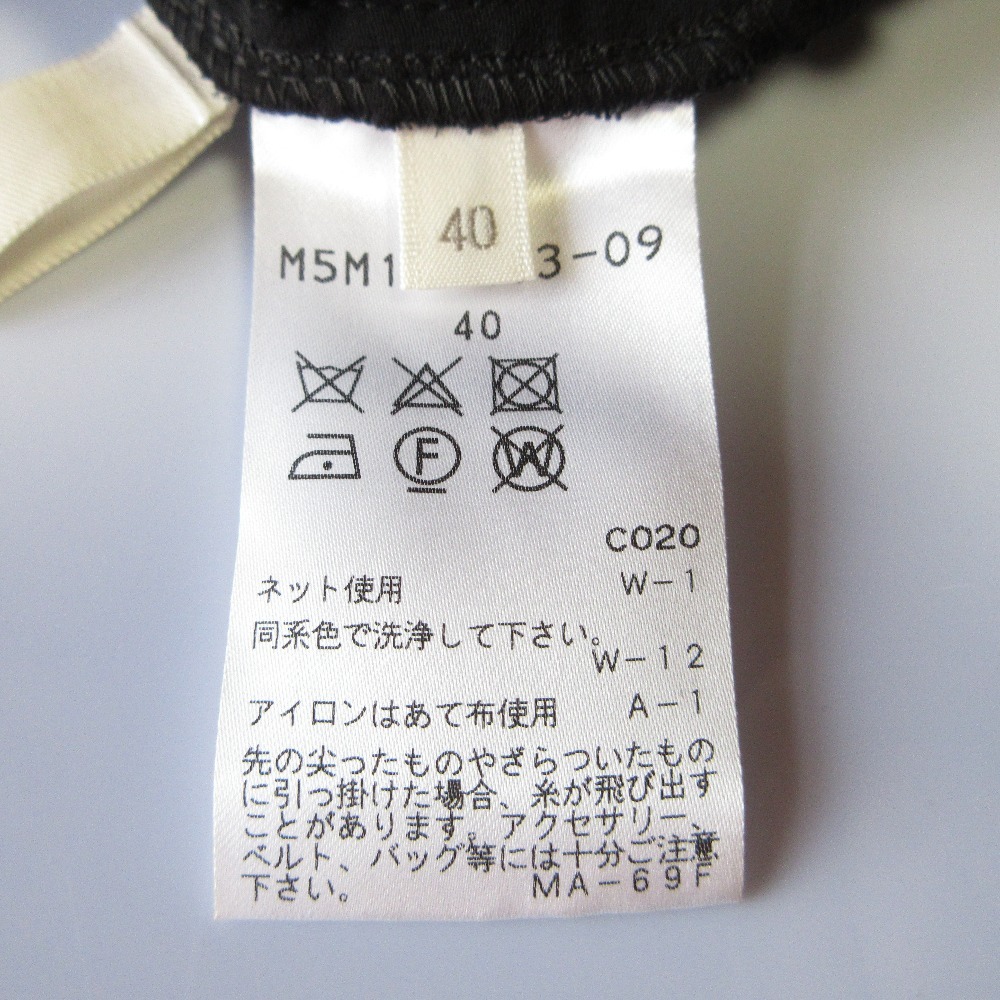 40
M5M1 3-09
40
F
W
C020
ネット使用 W-1
同系色で洗浄して下さい。
W-12
アイロンはあて布使用 A-1
先の尖ったものやざらついたもの
に引っ掛けた場合、糸が飛び出す
ことがあります。アクセサリー、
ベルト、バッグ等には十分ご注意
下さい。 MA-69F